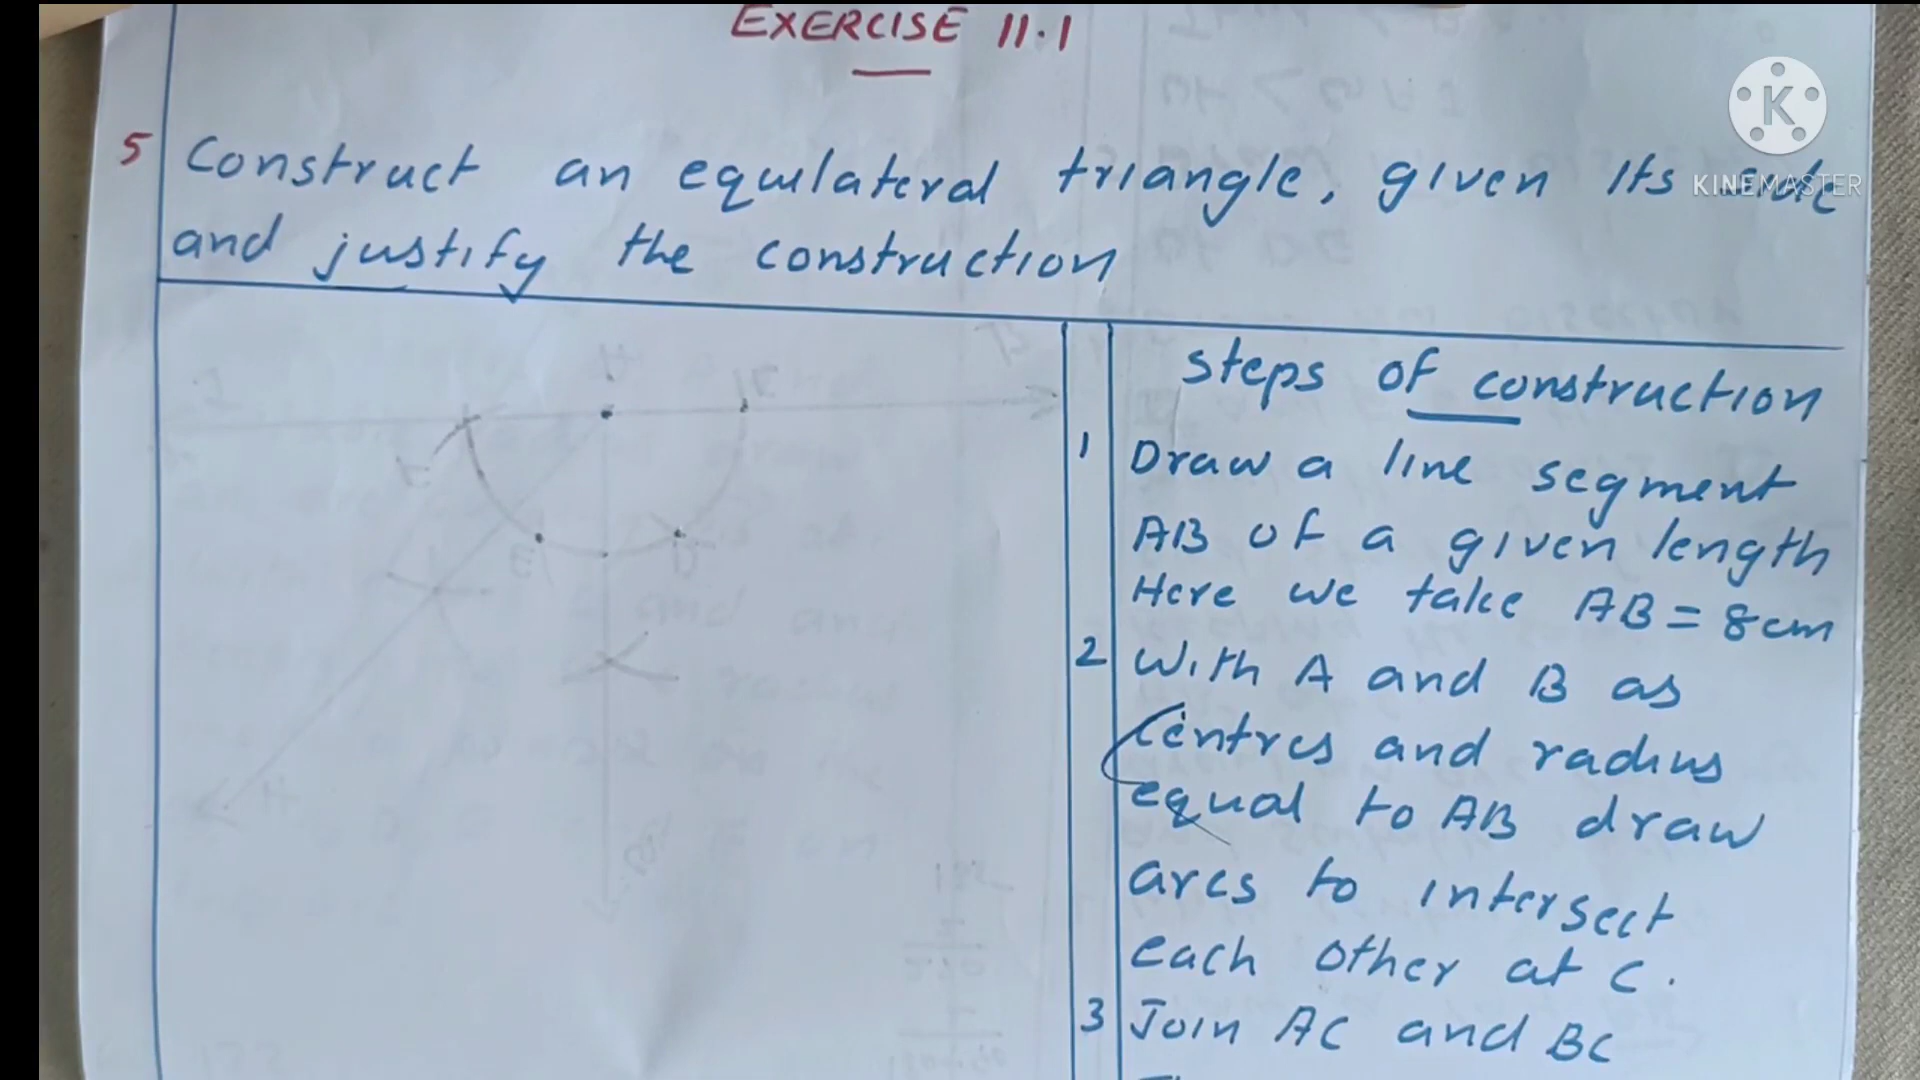 EXERCISE 11.1
5 Construct an equilateral triangle, given its
and justify the construction
Steps of construction
1 Draw a line segment
AB of a given length
Here we take AB = 8cm
2 With A and B as
Centres and radius
equal to AB draw
arcs to intersect
each other at C.
3 Join AC and BC
K
KINEMASTER